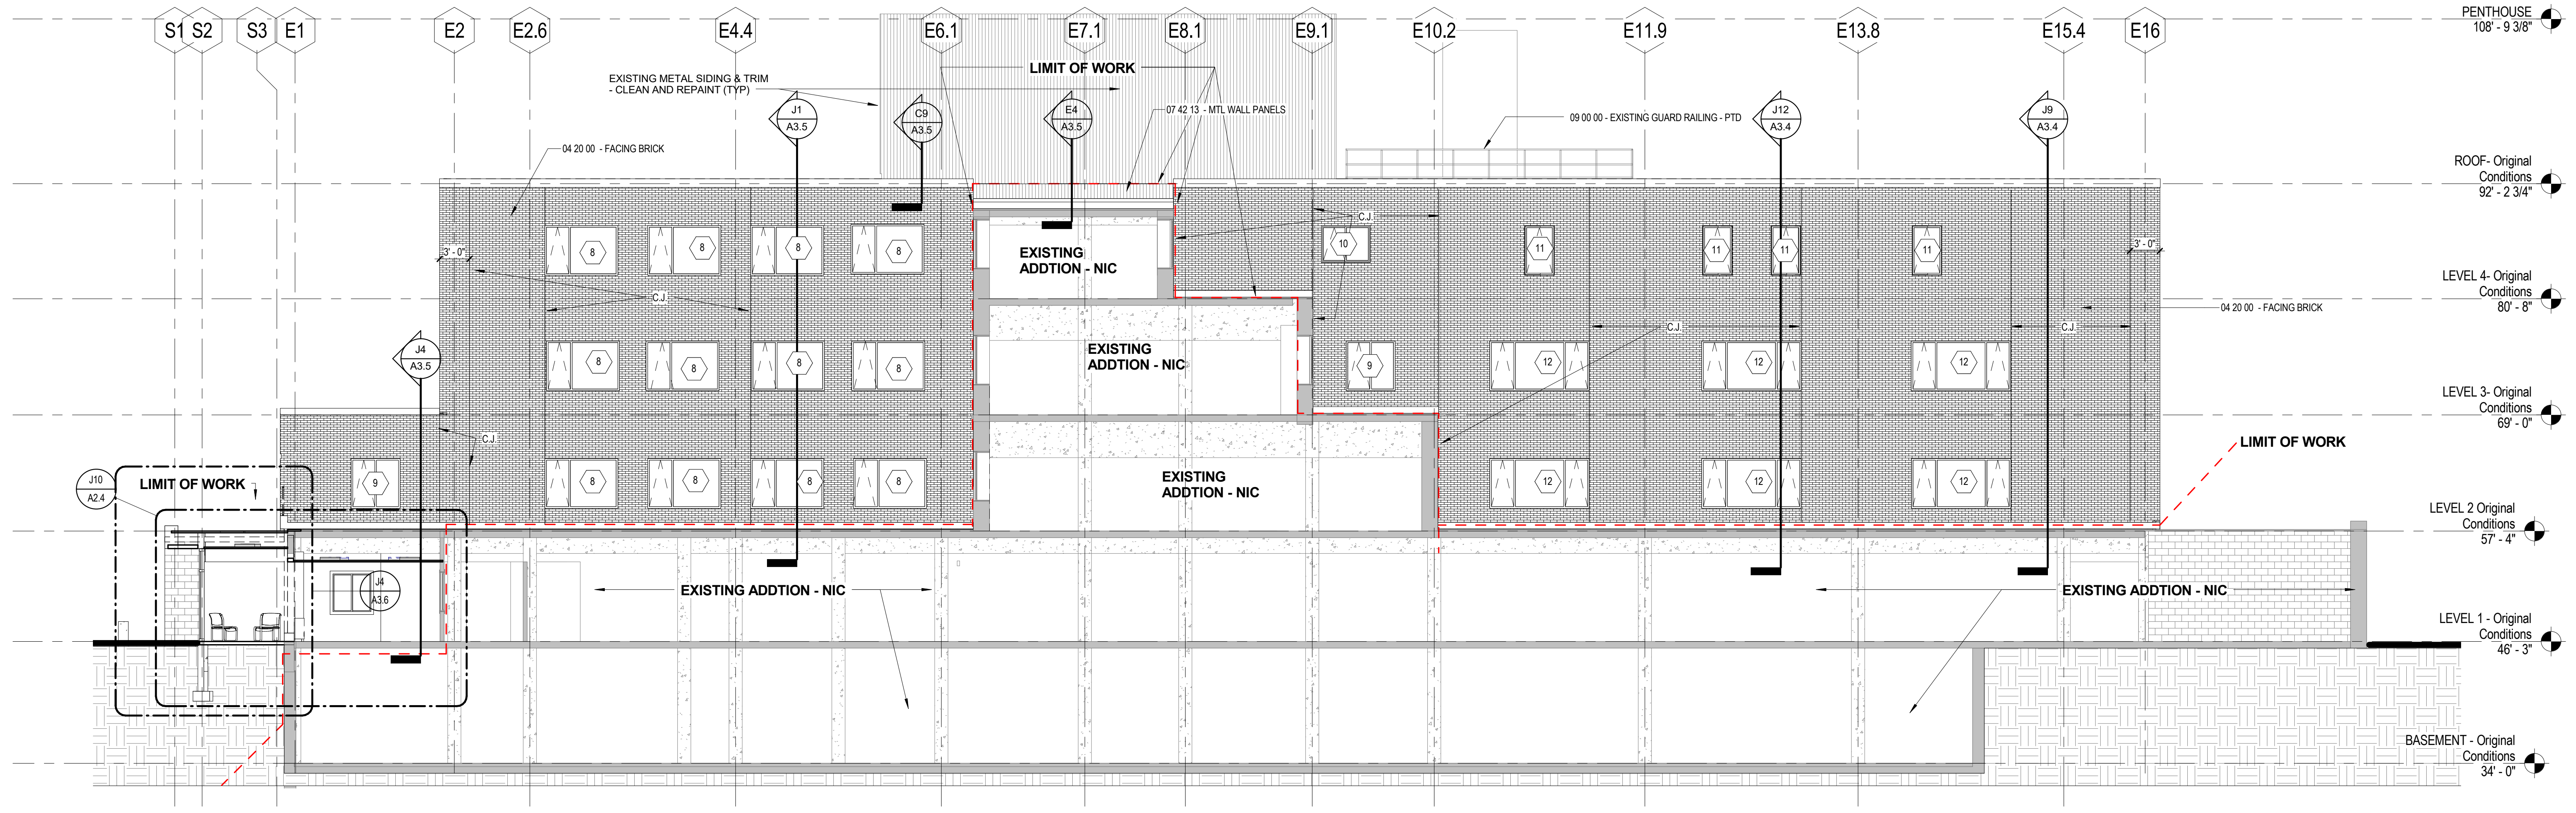 S1
S2
S3
E1
E2
E2.6
E4.4
E6.1
E7.1
E8.1
E9.1
E10.2
E11.9
E13.8
E15.4
E16
PENTHOUSE
108' - 9 3/8"
EXISTING METAL SIDING & TRIM
- CLEAN AND REPAINT (TYP)
LIMIT OF WORK
J1
A3.5
C9
A3.5
E4
A3.5
07 42 13 - MTL WALL PANELS
09 00 00 - EXISTING GUARD RAILING - PTD
J12
A3.4
J9
A3.4
04 20 00 - FACING BRICK
ROOF- Original
Conditions
92' - 2 3/4"
C.J.
3' - 0"
8
8
8
8
EXISTING
ADDTION - NIC
10
11
11
11
11
3' - 0"
LEVEL 4- Original
Conditions
80' - 8"
C.J.
04 20 00 - FACING BRICK
C.J.
C.J.
J4
A3.5
8
8
8
8
EXISTING
ADDTION - NIC
9
12
12
12
LEVEL 3- Original
Conditions
69' - 0"
C.J.
LIMIT OF WORK
J10
A2.4
LIMIT OF WORK
9
8
8
8
8
EXISTING
ADDTION - NIC
12
12
12
LEVEL 2 Original
Conditions
57' - 4"
J4
A3.6
EXISTING ADDTION - NIC
EXISTING ADDTION - NIC
LEVEL 1 - Original
Conditions
46' - 3"
BASEMENT - Original
Conditions
34' - 0"